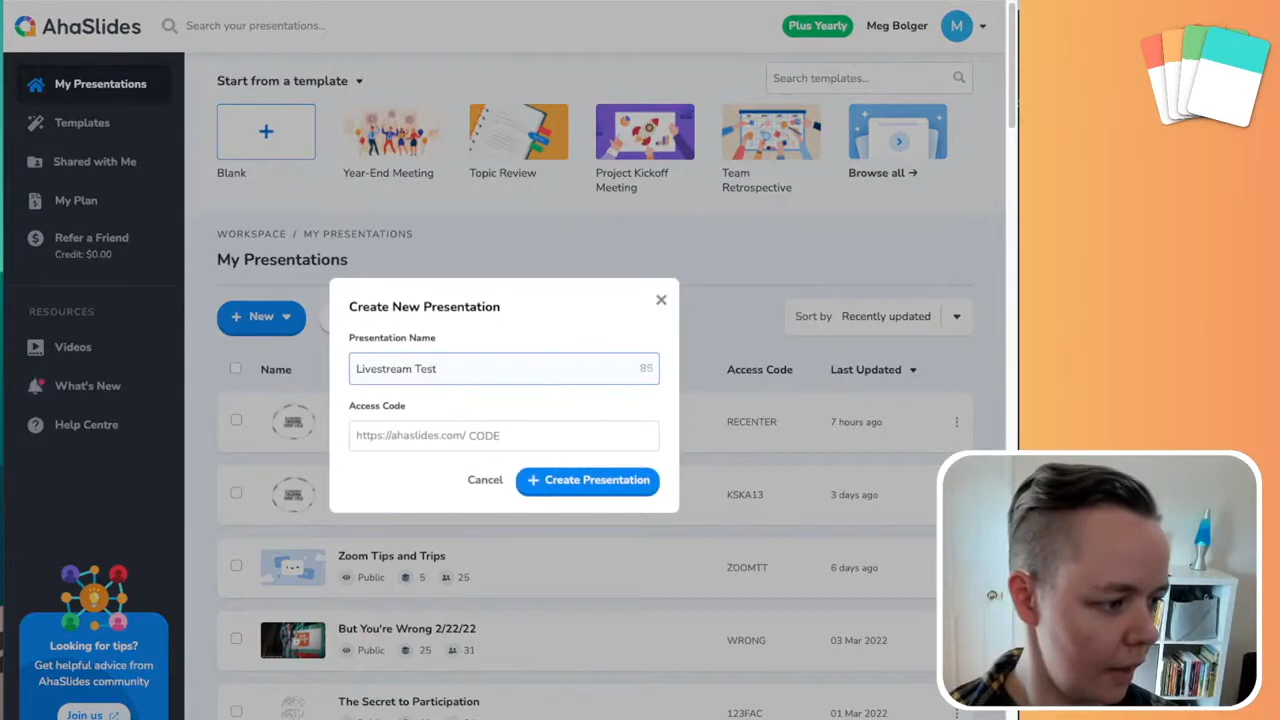 AhaSlides
Search your presentations...
Plus Yearly
Meg Bolger
M
My Presentations
Templates
Shared with Me
My Plan
Refer a Friend
Credit: $0.00
RESOURCES
Videos
What's New
Help Centre
Looking for tips?
Get helpful advice from
AhaSlides community
Join us
Start from a template
Search templates...
Blank
Year-End Meeting
Topic Review
Project Kickoff
Meeting
Team
Retrospective
Browse all →
WORKSPACE / MY PRESENTATIONS
My Presentations
+ New
Sort by Recently updated
Name
Access Code
Last Updated
RECENTER
7 hours ago
KSKA13
3 days ago
Zoom Tips and Trips
Public 5 25
ZOOMTT
6 days ago
But You're Wrong 2/22/22
Public 25 31
WRONG
03 Mar 2022
The Secret to Participation
123FAC
02 Mar 2022
Create New Presentation
Presentation Name
Livestream Test 85
Access Code
https://ahaslides.com/ CODE
Cancel
+ Create Presentation